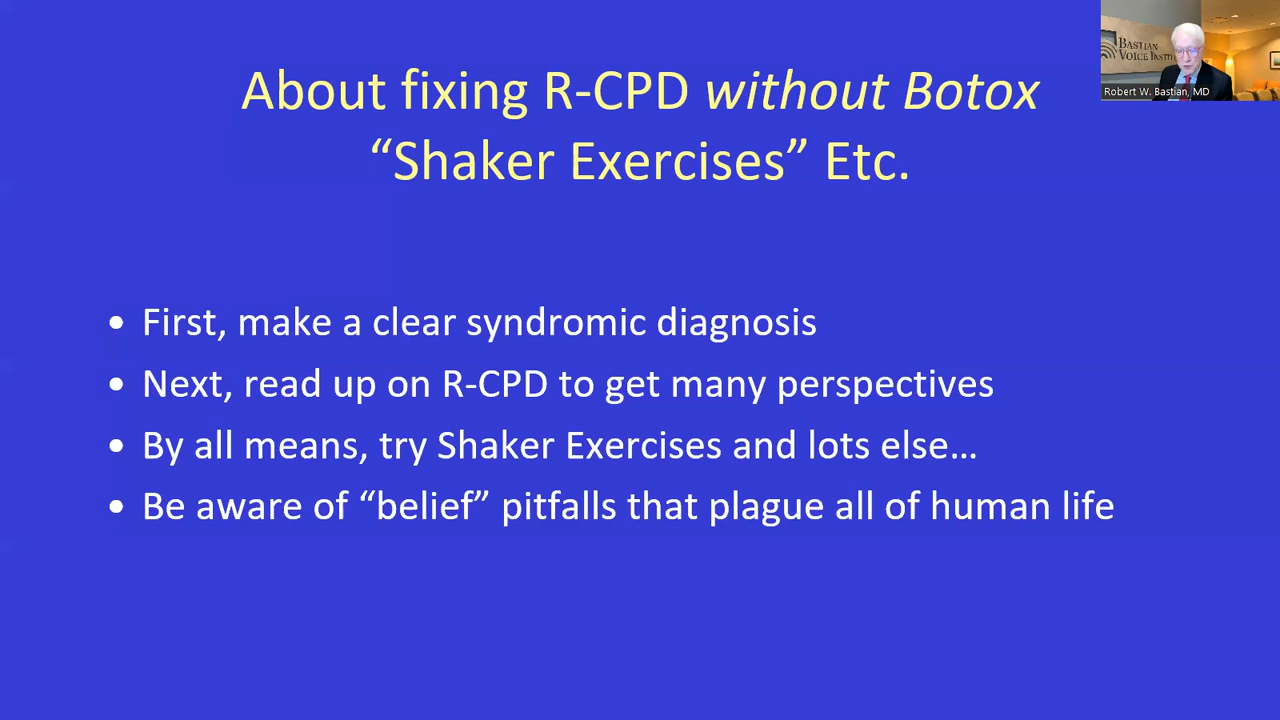 About fixing R-CPD without Botox
“Shaker Exercises” Etc.
• First, make a clear syndromic diagnosis
• Next, read up on R-CPD to get many perspectives
• By all means, try Shaker Exercises and lots else…
• Be aware of “belief” pitfalls that plague all of human life
BASTIAN
VOICE INSTI
Robert W. Bastian, MD